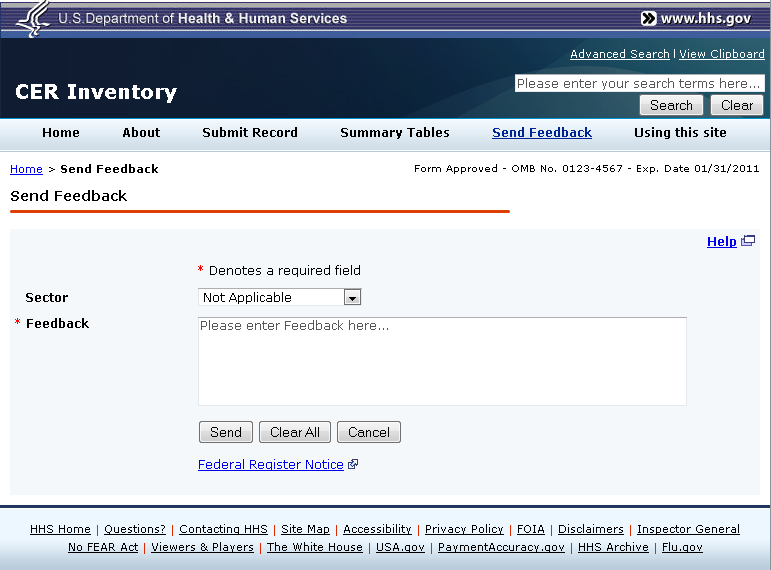 U.S.Department of Health & Human Services
www.hhs.gov
Advanced Search | View Clipboard
CER Inventory
Please enter your search terms here...
Search Clear
Home About Submit Record Summary Tables Send Feedback Using this site
Home > Send Feedback
Form Approved - OMB No. 0123-4567 - Exp. Date 01/31/2011
Send Feedback
Help
* Denotes a required field
Sector Not Applicable
* Feedback Please enter Feedback here...
Send Clear All Cancel
Federal Register Notice
HHS Home | Questions? | Contacting HHS | Site Map | Accessibility | Privacy Policy | FOIA | Disclaimers | Inspector General
No FEAR Act | Viewers & Players | The White House | USA.gov | PaymentAccuracy.gov | HHS Archive | Flu.gov